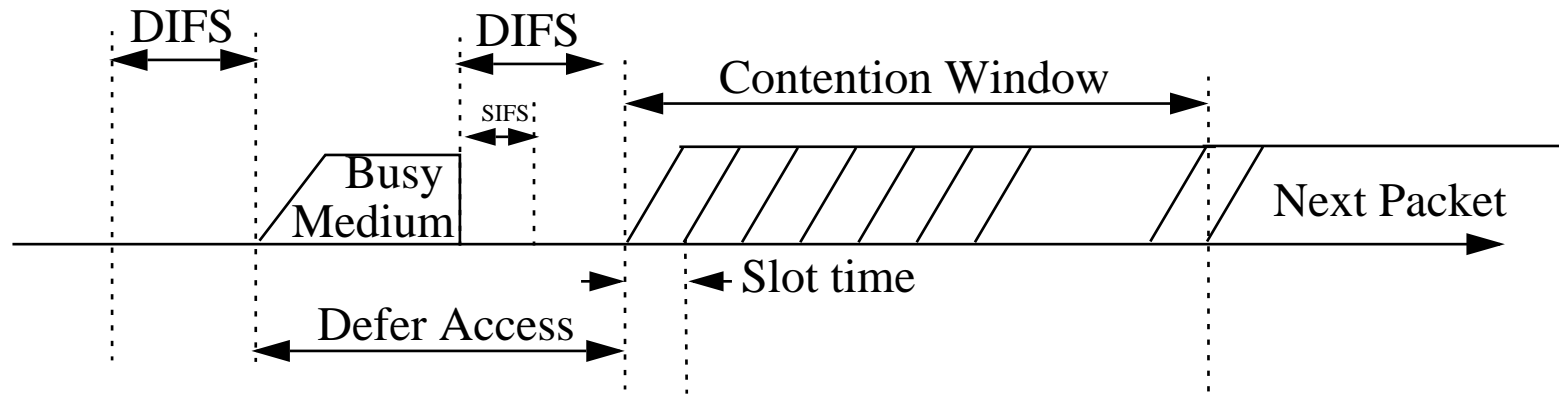 DIFS
DIFS
Contention Window
SIFS
Busy
Medium
Next Packet
Slot time
Defer Access